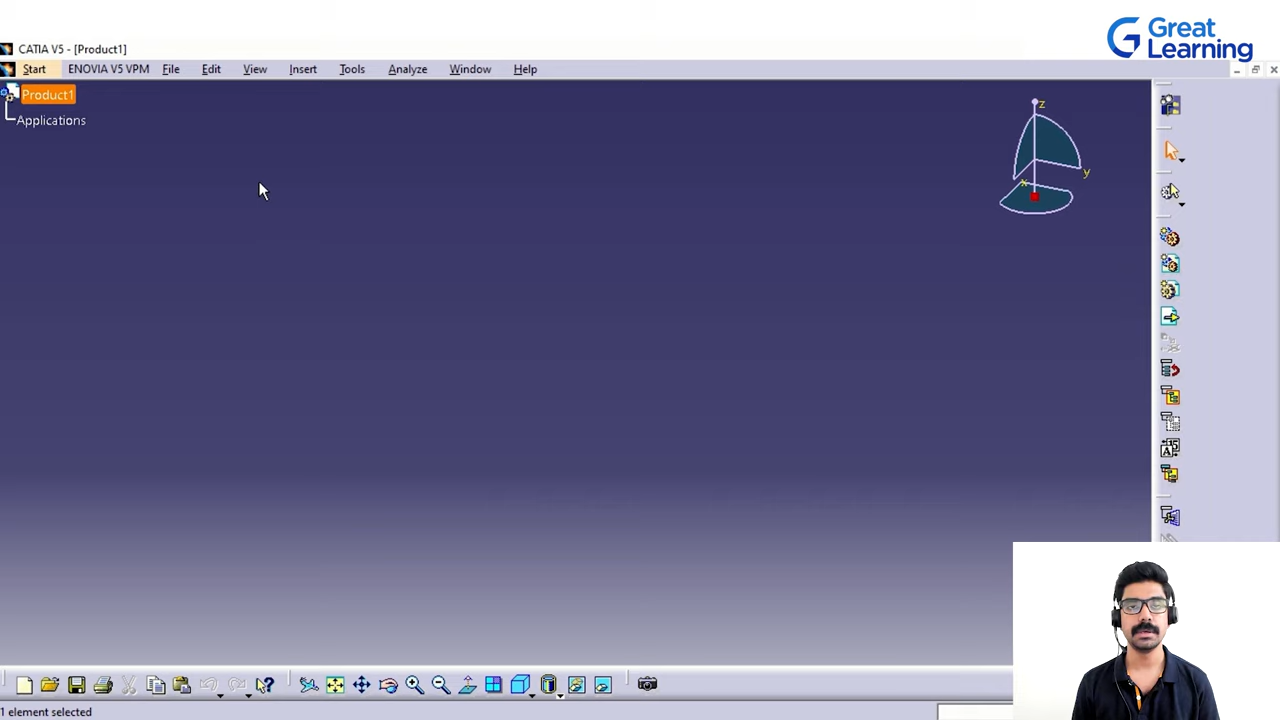 Great
Learning
CATIA V5 - [Product1]
Start ENOVIA V5 VPM File Edit View Insert Tools Analyze Window Help
Product1
Applications
z
y
x
1 element selected